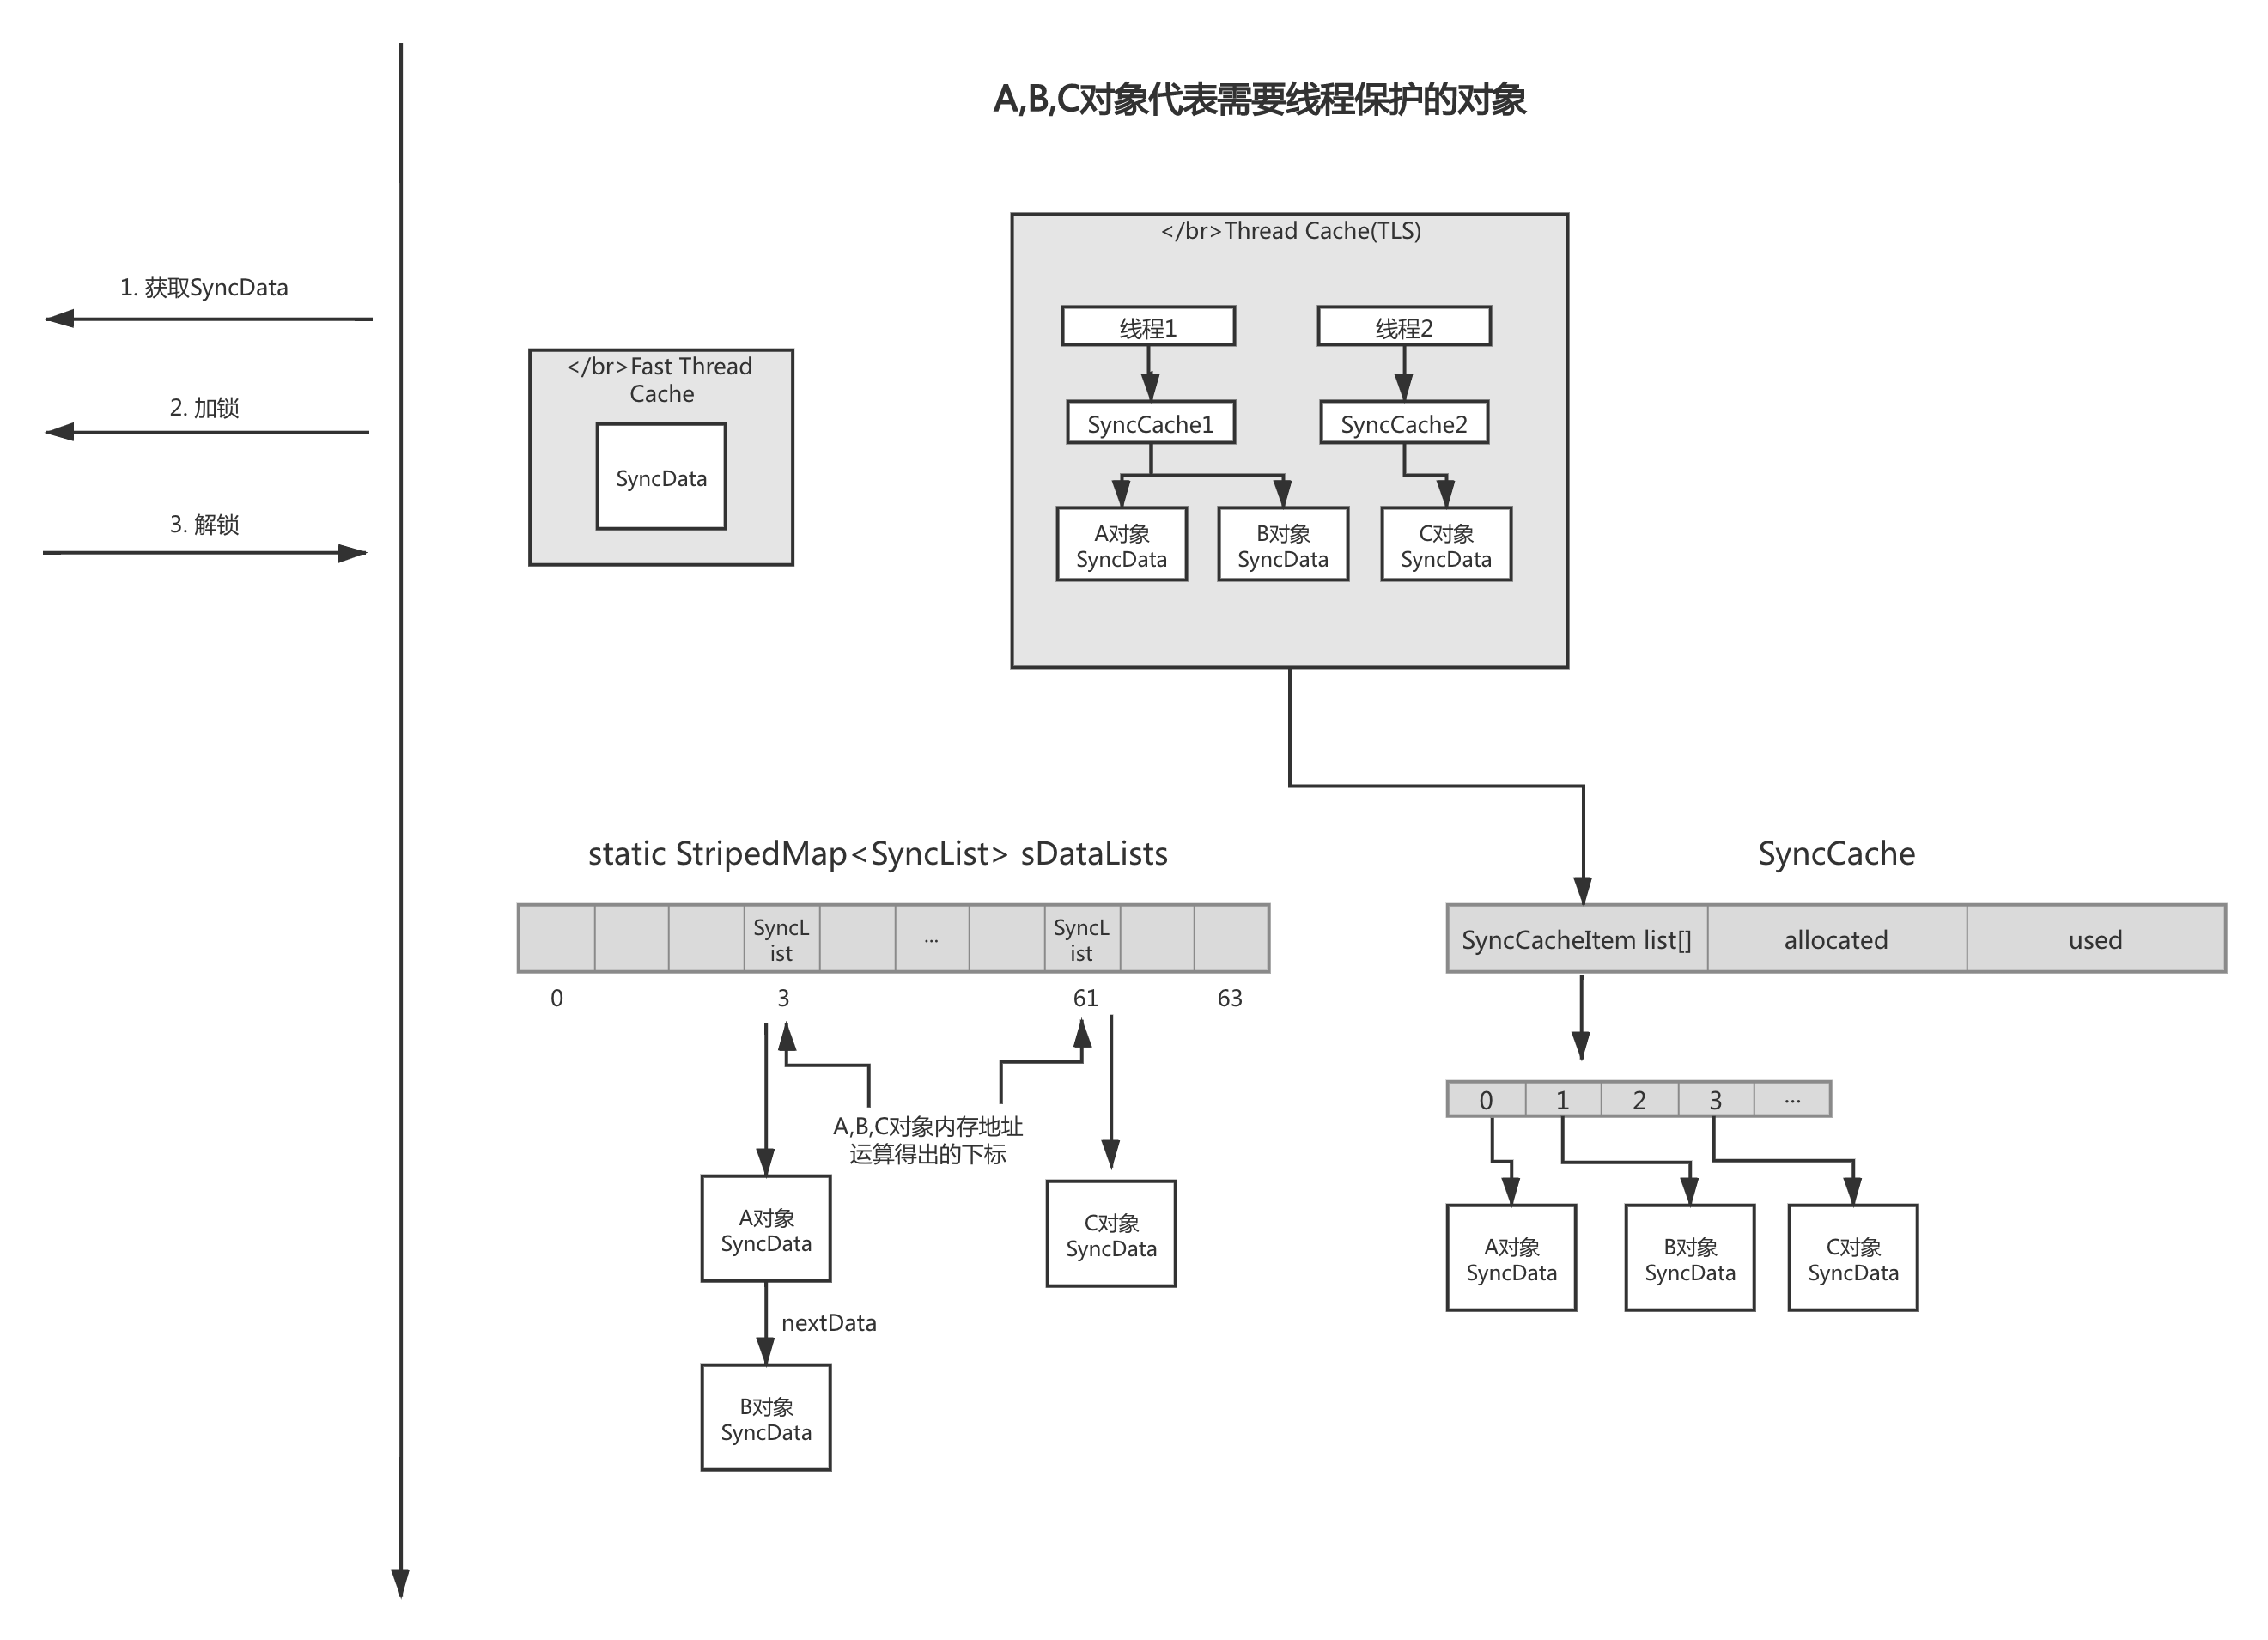 A,B,C对象代表需要线程保护的对象
1. 获取SyncData
2. 加锁
3. 解锁
</br>Fast Thread
Cache
SyncData
</br>Thread Cache(TLS)
线程1
线程2
SyncCache1
SyncCache2
A对象
SyncData
B对象
SyncData
C对象
SyncData
static StripedMap<SyncList> sDataLists
SyncL
ist
...
SyncL
ist
0
3
61
63
A,B,C对象内存地址
运算得出的下标
A对象
SyncData
nextData
B对象
SyncData
C对象
SyncData
SyncCache
SyncCacheItem list[]
allocated
used
0
1
2
3
...
A对象
SyncData
B对象
SyncData
C对象
SyncData